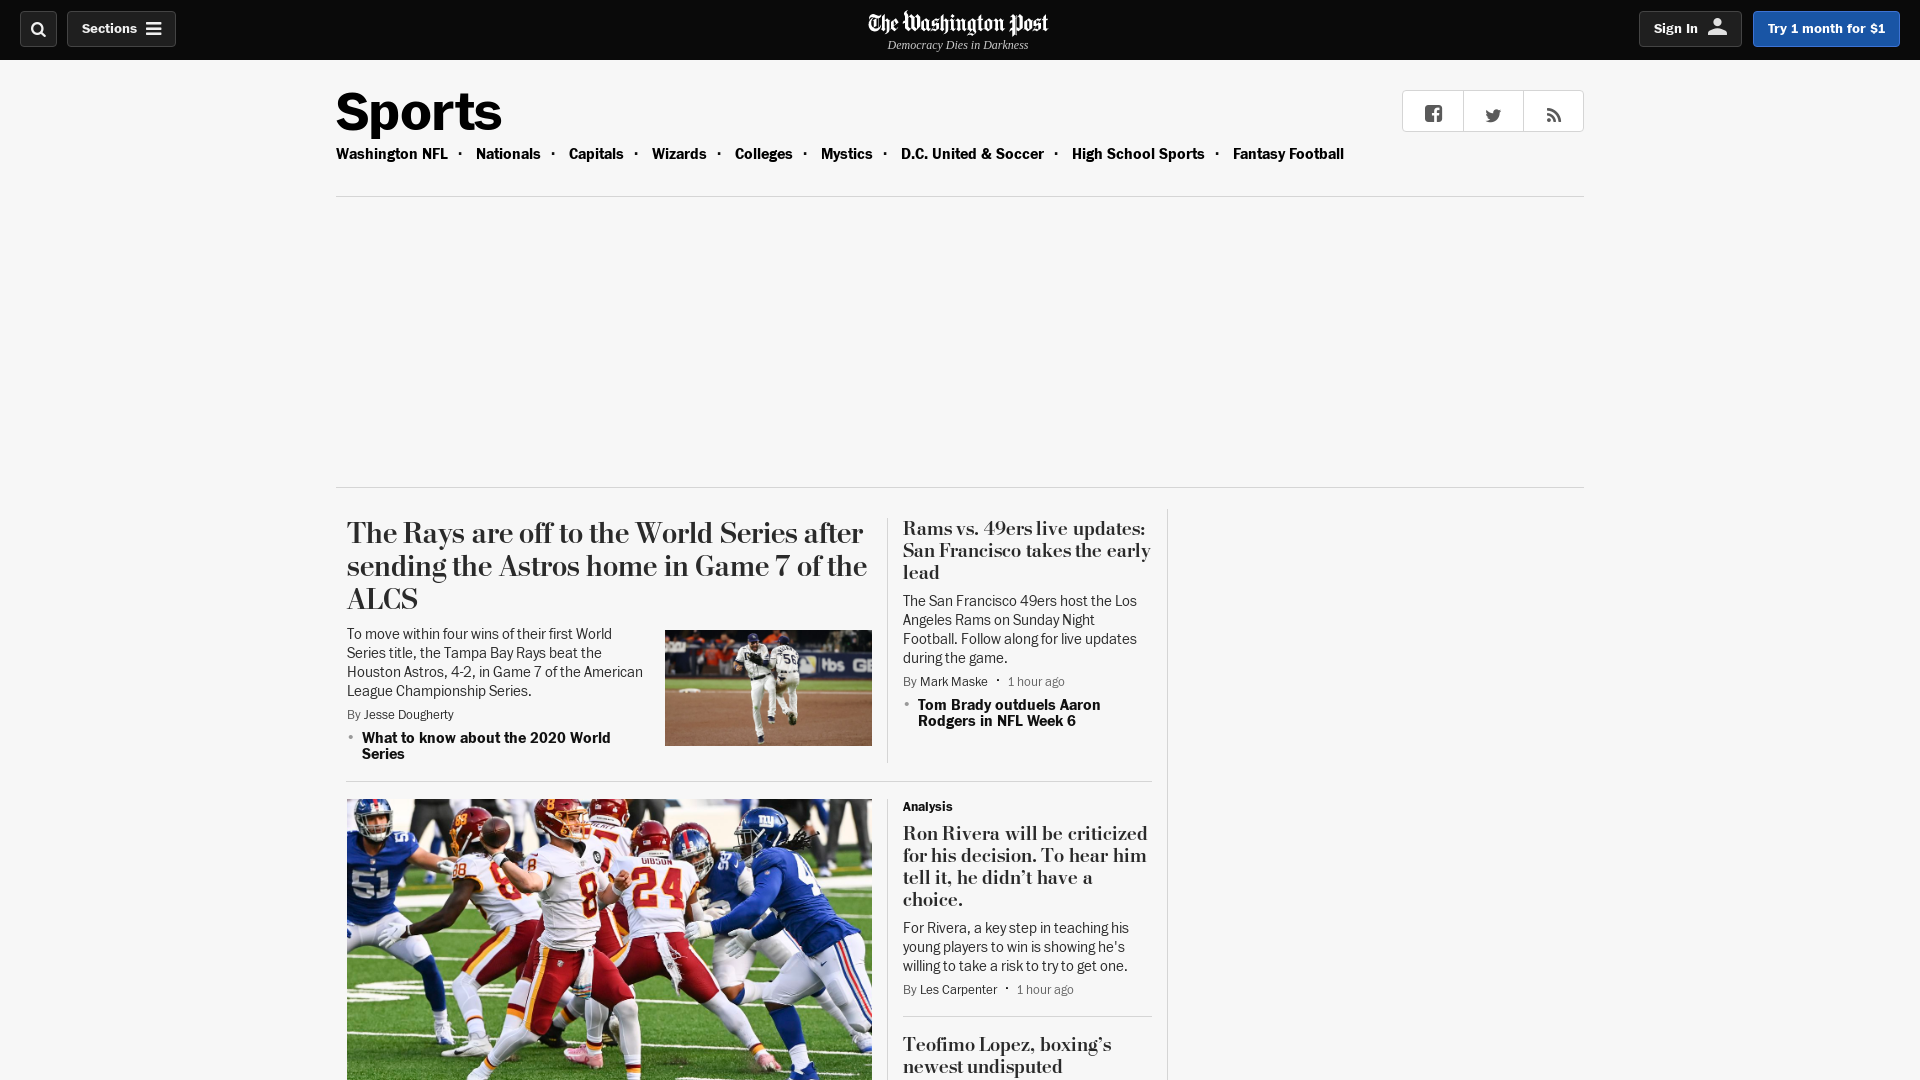 Sections
The Washington Post
Democracy Dies in Darkness
Sign In
Try 1 month for $1
Sports
Washington NFL · Nationals · Capitals · Wizards · Colleges · Mystics · D.C. United & Soccer · High School Sports · Fantasy Football
The Rays are off to the World Series after
sending the Astros home in Game 7 of the
ALCS
To move within four wins of their first World
Series title, the Tampa Bay Rays beat the
Houston Astros, 4-2, in Game 7 of the American
League Championship Series.
By Jesse Dougherty
• What to know about the 2020 World
Series
56
tbs
Rams vs. 49ers live updates:
San Francisco takes the early
lead
The San Francisco 49ers host the Los
Angeles Rams on Sunday Night
Football. Follow along for live updates
during the game.
By Mark Maske · 1 hour ago
• Tom Brady outduels Aaron
Rodgers in NFL Week 6
51
8
8
8
GIBSON
24
ny
Analysis
Ron Rivera will be criticized
for his decision. To hear him
tell it, he didn’t have a
choice.
For Rivera, a key step in teaching his
young players to win is showing he's
willing to take a risk to try to get one.
By Les Carpenter · 1 hour ago
Teofimo Lopez, boxing’s
newest undisputed